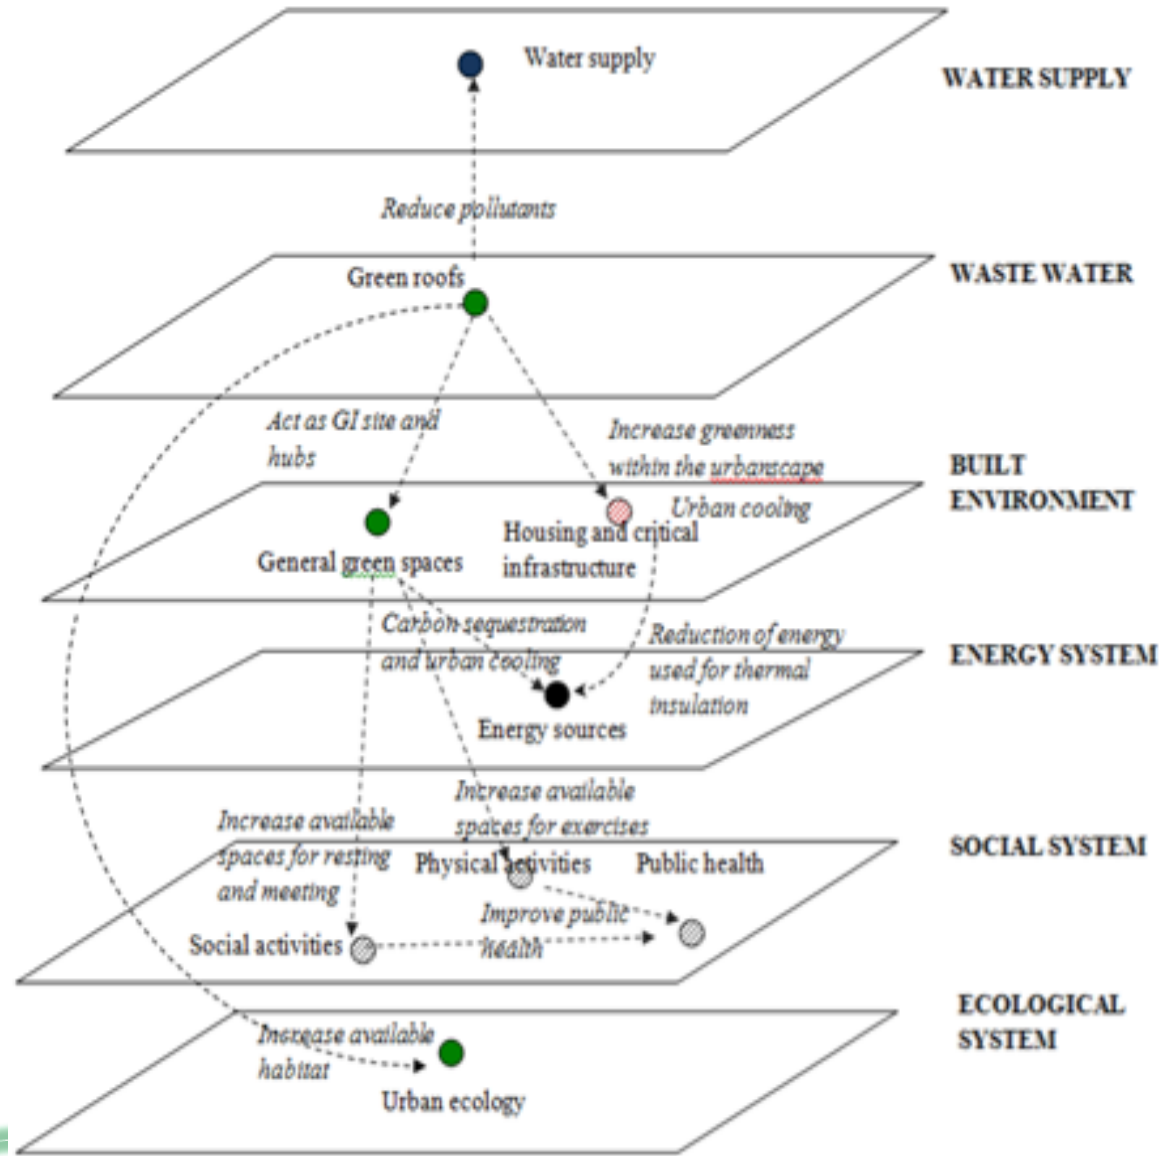 Water supply
WATER SUPPLY
Reduce pollutants
Green roofs
WASTE WATER
Act as GI site and
hubs
Increase greenness
within the urbanscape
Urban cooling
BUILT
ENVIRONMENT
Housing and critical
infrastructure
General green spaces
Carbon sequestration
and urban cooling
Reduction of energy
used for thermal
insulation
ENERGY SYSTEM
Energy sources
Increase available
spaces for exercises
Increase available
spaces for resting
and meeting
SOCIAL SYSTEM
Physical activities
Public health
Improve public
health
Social activities
ECOLOGICAL
SYSTEM
Increase available
habitat
Urban ecology